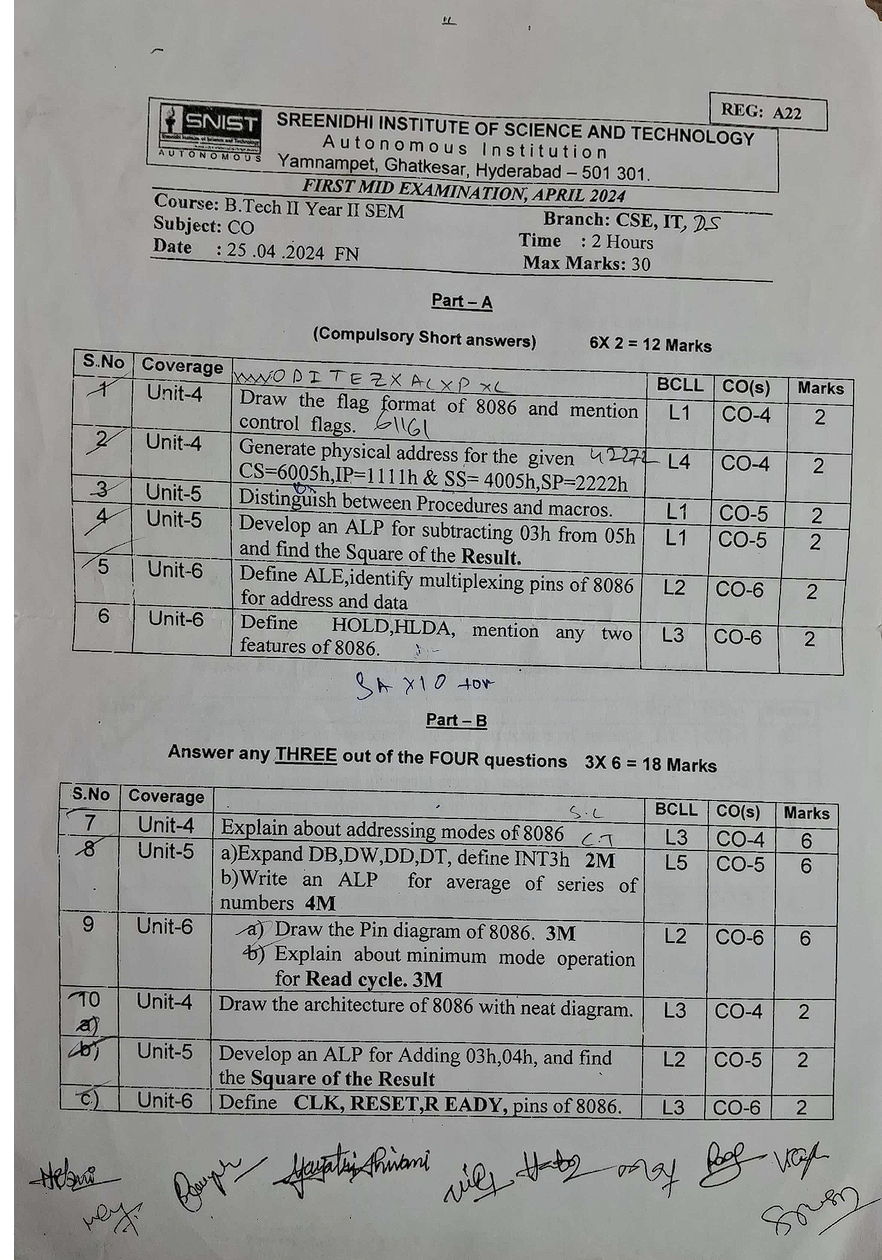 REG: A22
SNIST
AUTONOMOUS
SREENIDHI INSTITUTE OF SCIENCE AND TECHNOLOGY
Autonomous Institution
Yamnampet, Ghatkesar, Hyderabad – 501 301.
FIRST MID EXAMINATION, APRIL 2024
Course: B.Tech II Year II SEM
Branch: CSE, IT, DS
Subject: CO
Time : 2 Hours
Date : 25 .04 .2024 FN
Max Marks: 30
Part – A
(Compulsory Short answers) 6X 2 = 12 Marks
S.No Coverage BCLL CO(s) Marks
1 Unit-4 Draw the flag format of 8086 and mention L1 CO-4 2
control flags. 61161
2 Unit-4 Generate physical address for the given 42272 L4 CO-4 2
CS=6005h,IP=1111h & SS= 4005h,SP=2222h
3 Unit-5 Distinguish between Procedures and macros. L1 CO-5 2
4 Unit-5 Develop an ALP for subtracting 03h from 05h L1 CO-5 2
and find the Square of the Result.
5 Unit-6 Define ALE,identify multiplexing pins of 8086 L2 CO-6 2
for address and data
6 Unit-6 Define HOLD,HLDA, mention any two L3 CO-6 2
features of 8086.
Part – B
Answer any THREE out of the FOUR questions 3X 6 = 18 Marks
S.No Coverage BCLL CO(s) Marks
7 Unit-4 Explain about addressing modes of 8086 L3 CO-4 6
8 Unit-5 a)Expand DB,DW,DD,DT, define INT3h 2M L5 CO-5 6
b)Write an ALP for average of series of
numbers 4M
9 Unit-6 a) Draw the Pin diagram of 8086. 3M L2 CO-6 6
b) Explain about minimum mode operation
for Read cycle. 3M
10 Unit-4 Draw the architecture of 8086 with neat diagram. L3 CO-4 2
a)
b) Unit-5 Develop an ALP for Adding 03h,04h, and find L2 CO-5 2
the Square of the Result
c) Unit-6 Define CLK, RESET,R EADY, pins of 8086. L3 CO-6 2